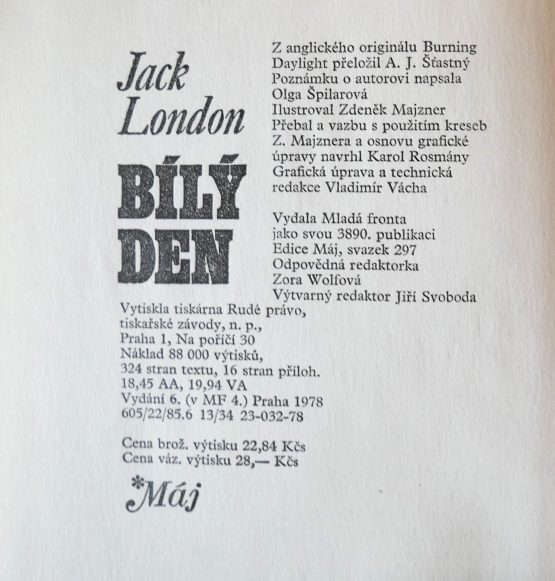 Jack
London
BÍLÝ
DEN
Z anglického originálu Burning
Daylight přeložil A. J. Šťastný
Poznámku o autorovi napsala
Olga Špilarová
Ilustroval Zdeněk Majzner
Přebal a vazbu s použitím kreseb
Z. Majznera a osnovu grafické
úpravy navrhl Karol Rosmány
Grafická úprava a technická
redakce Vladimír Vácha
Vydala Mladá fronta
jako svou 3890. publikaci
Edice Máj, svazek 297
Odpovědná redaktorka
Zora Wolfová
Výtvarný redaktor Jiří Svoboda
Vytiskla tiskárna Rudé právo,
tiskařské závody, n. p.,
Praha 1, Na poříčí 30
Náklad 88 000 výtisků,
324 stran textu, 16 stran příloh.
18,45 AA, 19,94 VA
Vydání 6. (v MF 4.) Praha 1978
605/22/85.6 13/34 23-032-78
Cena brož. výtisku 22,84 Kčs
Cena váz. výtisku 28,— Kčs
*Máj